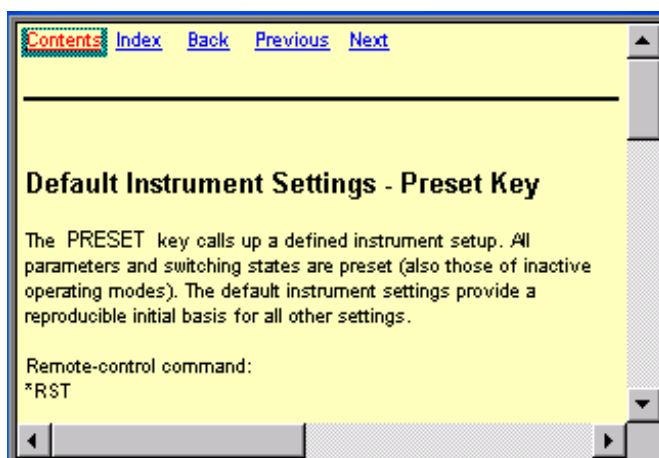 Contents Index Back Previous Next
Default Instrument Settings - Preset Key
The PRESET key calls up a defined instrument setup. All
parameters and switching states are preset (also those of inactive
operating modes). The default instrument settings provide a
reproducible initial basis for all other settings.
Remote-control command:
*RST